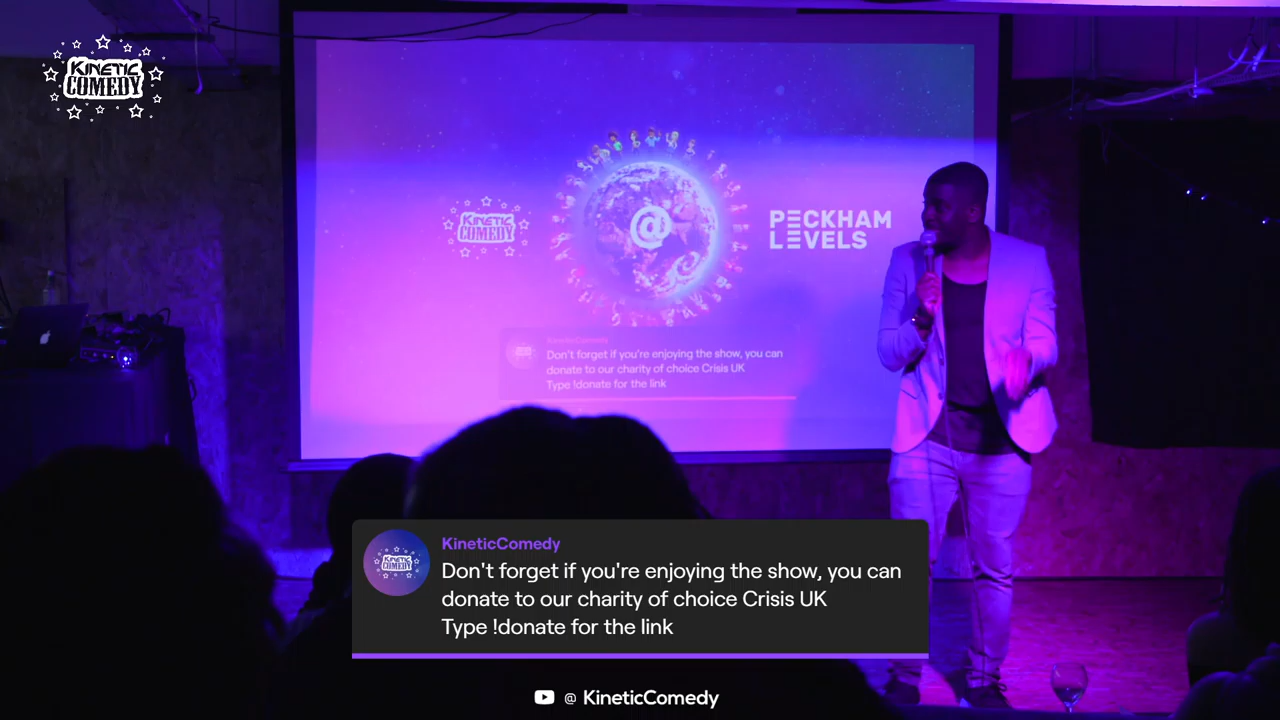 KINETIC
COMEDY
KINETIC
COMEDY
@
PECKHAM
LEVELS
KineticComedy
Don't forget if you're enjoying the show, you can
donate to our charity of choice Crisis UK
Type !donate for the link
KineticComedy
Don't forget if you're enjoying the show, you can
donate to our charity of choice Crisis UK
Type !donate for the link
@ KineticComedy